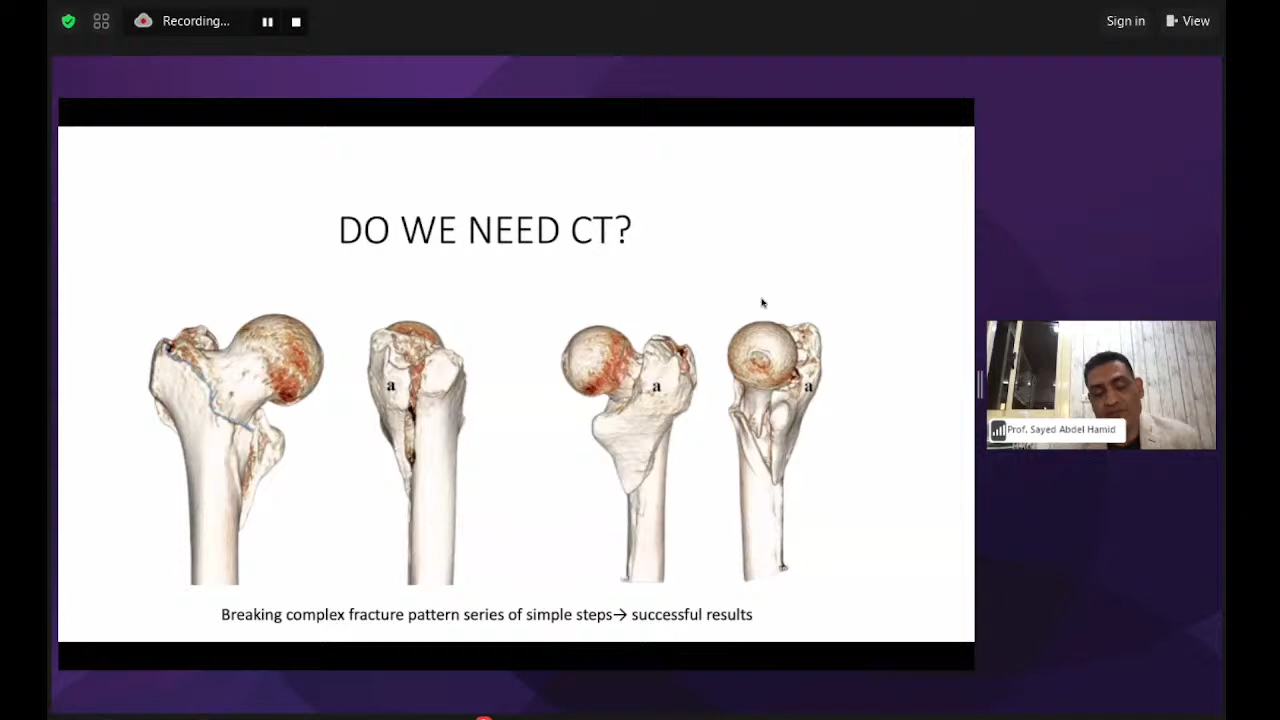 Recording...
Sign in
View
DO WE NEED CT?
a
a
a
Prof. Sayed Abdel Hamid
Breaking complex fracture pattern series of simple steps→ successful results